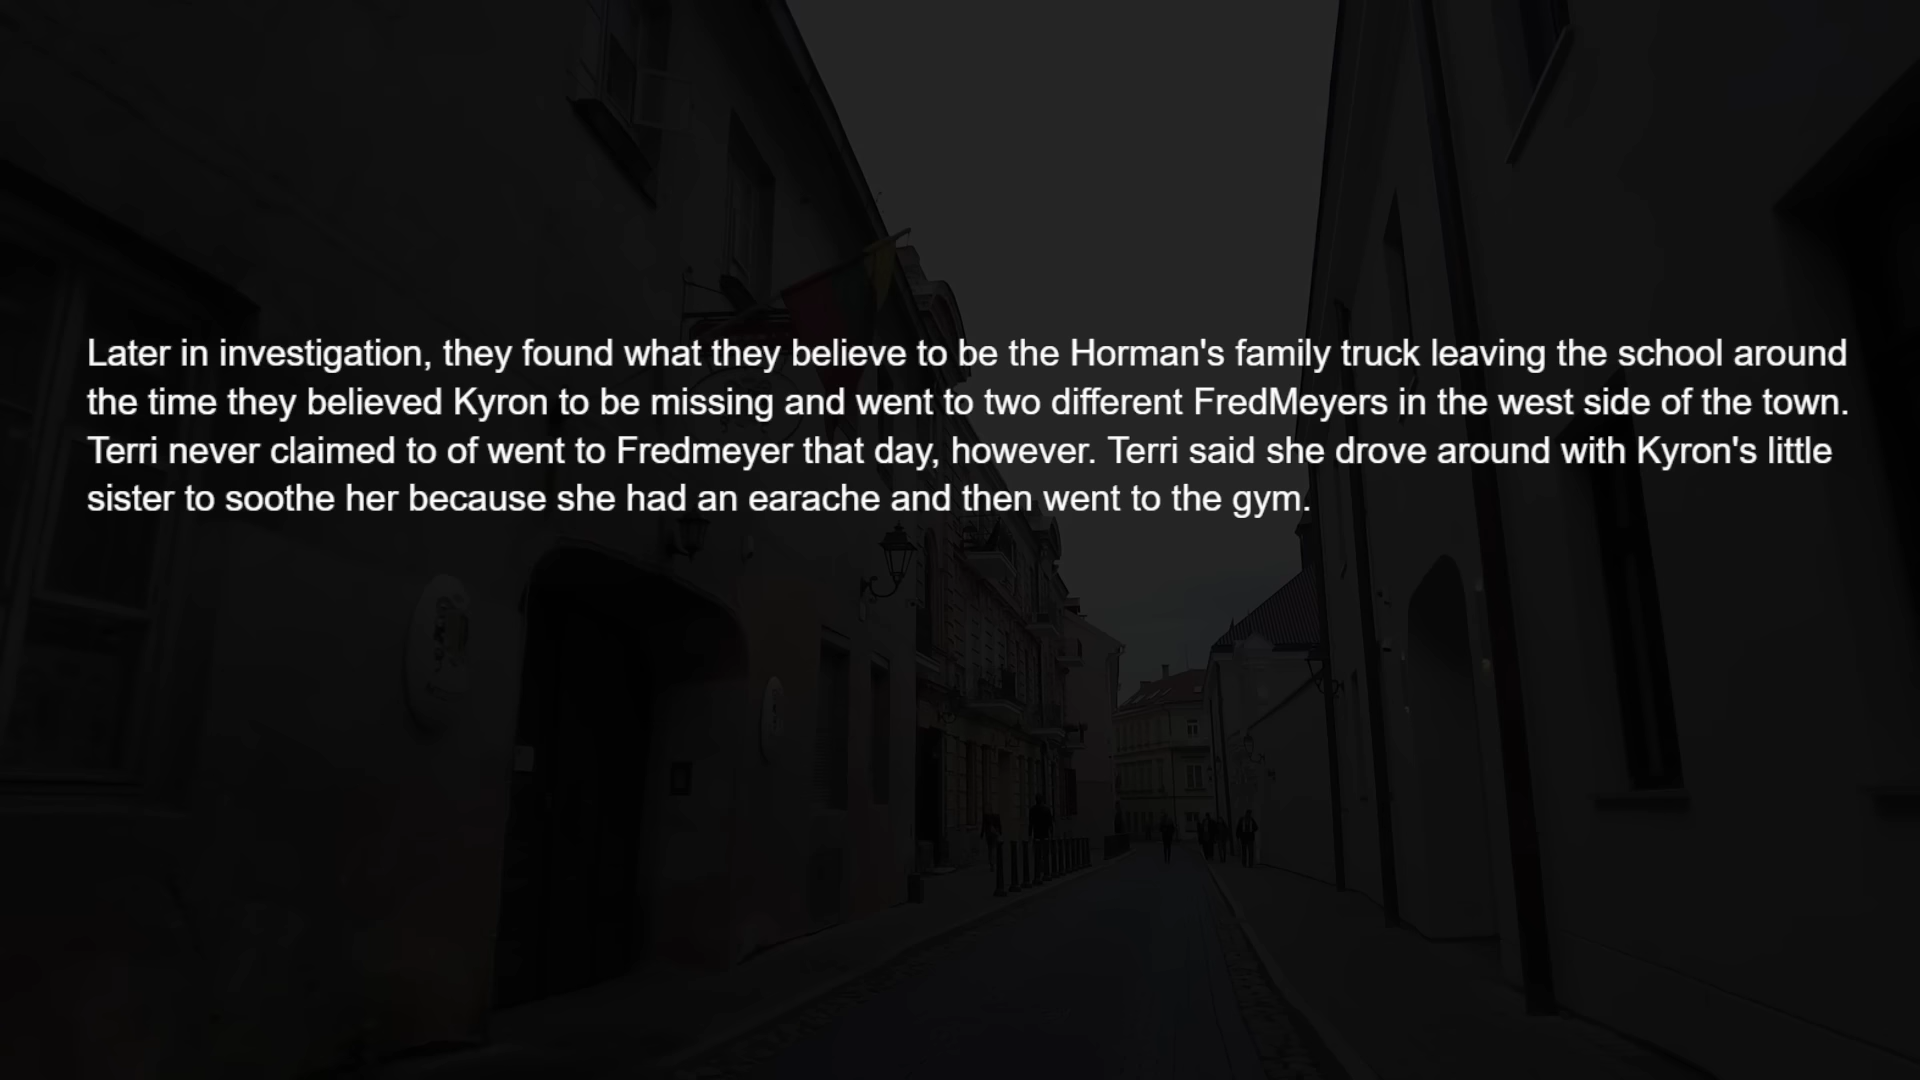 Later in investigation, they found what they believe to be the Horman's family truck leaving the school around
the time they believed Kyron to be missing and went to two different FredMeyers in the west side of the town.
Terri never claimed to of went to Fredmeyer that day, however. Terri said she drove around with Kyron's little
sister to soothe her because she had an earache and then went to the gym.